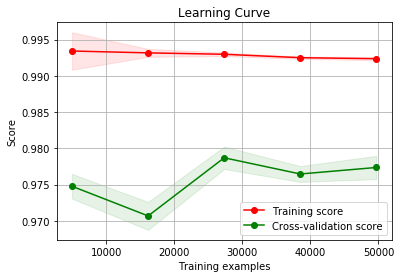 Learning Curve
Score
0.995
0.990
0.985
0.980
0.975
0.970
Training score
Cross-validation score
10000 20000 30000 40000 50000
Training examples